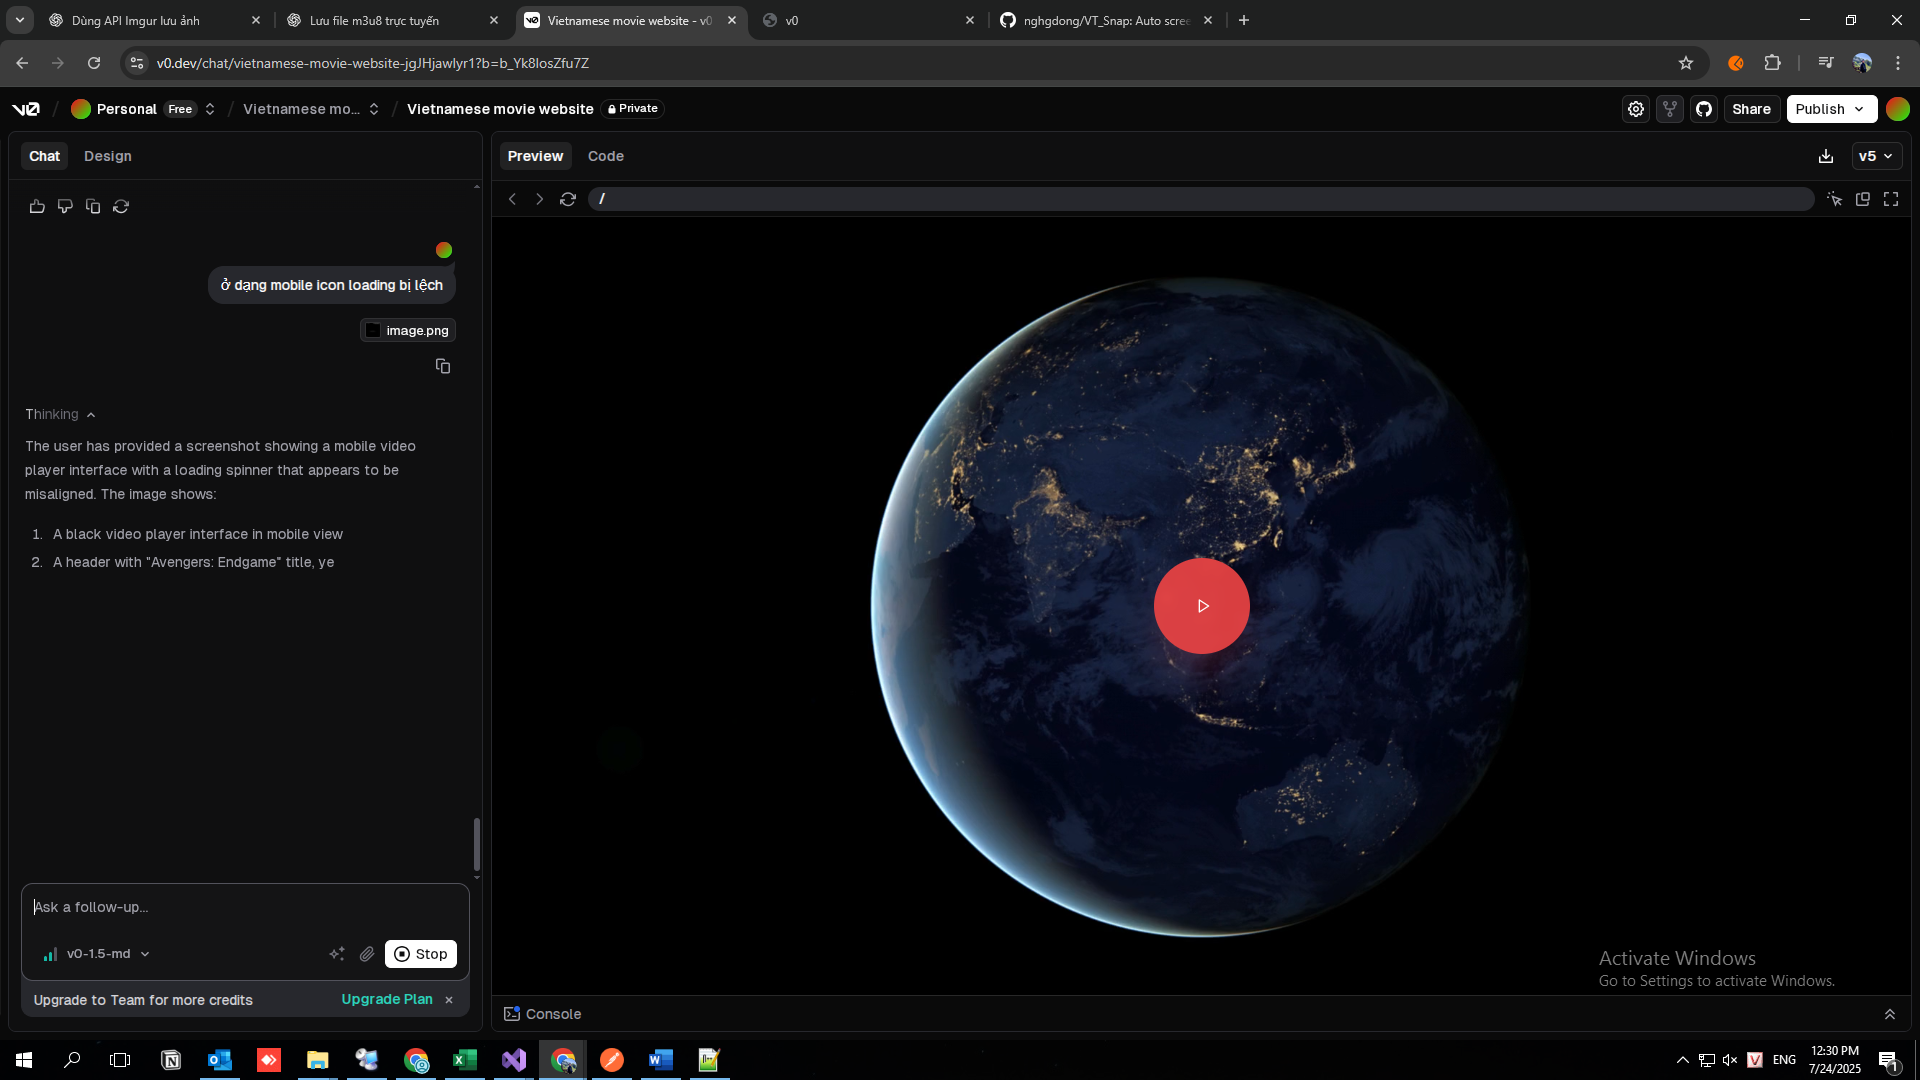 Dùng API Imgur lưu ảnh
Lưu file m3u8 trực tuyến
Vietnamese movie website - v0
v0
nghgdong/VT_Snap: Auto scree
v0.dev/chat/vietnamese-movie-website-jgJHjawlyr1?b=b_Yk8losZfu7Z
v0 / Personal Free / Vietnamese mo... / Vietnamese movie website Private
Share
Publish
Chat
Design
Preview
Code
v5
/
ở dạng mobile icon loading bị lệch
image.png
Thinking
The user has provided a screenshot showing a mobile video
player interface with a loading spinner that appears to be
misaligned. The image shows:
1. A black video player interface in mobile view
2. A header with "Avengers: Endgame" title, ye
Ask a follow-up...
v0-1.5-md
Stop
Upgrade to Team for more credits
Upgrade Plan
Activate Windows
Go to Settings to activate Windows.
Console
ENG
12:30 PM
7/24/2025
1